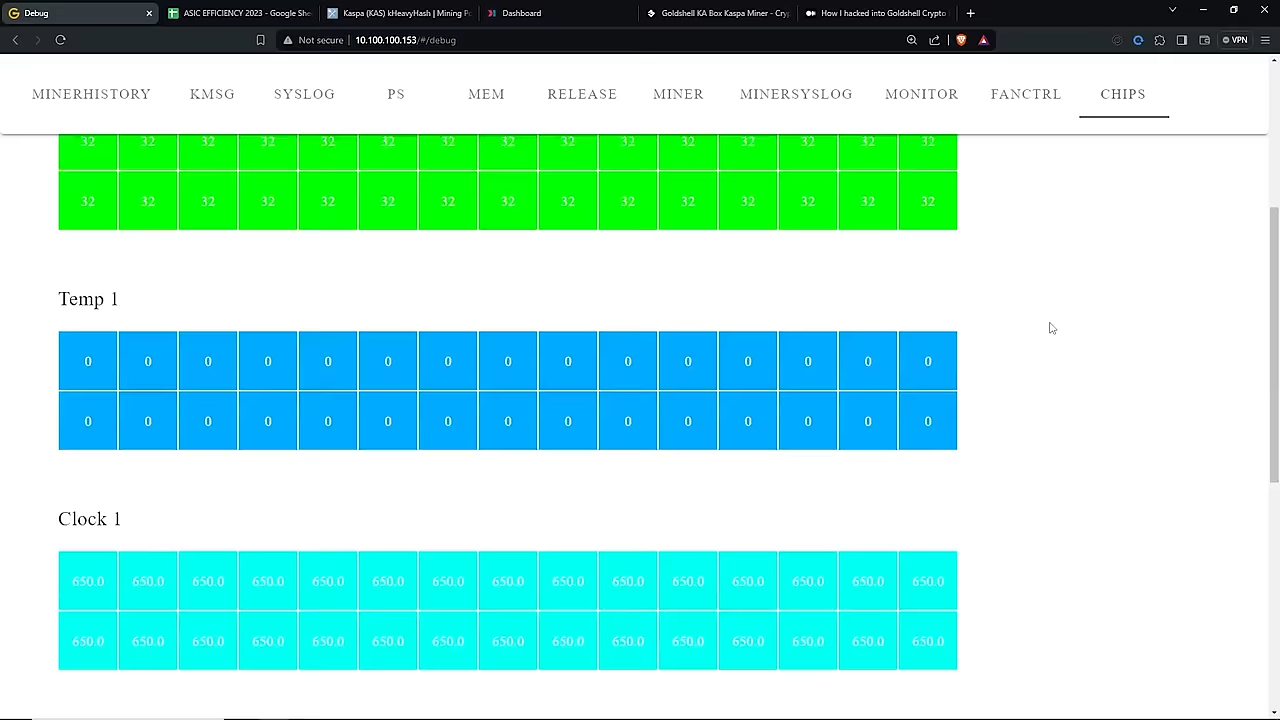 Debug
ASIC EFFICIENCY 2023 - Google She
Kaspa (KAS) kHeavyHash | Mining Po
Dashboard
Goldshell KA Box Kaspa Miner - Cry
How I hacked into Goldshell Crypto
Not secure
10.100.100.153/#/debug
VPN
MINERHISTORY KMSG SYSLOG PS MEM RELEASE MINER MINERSYSLOG MONITOR FANCTRL CHIPS
32 32 32 32 32 32 32 32 32 32 32 32 32 32 32
32 32 32 32 32 32 32 32 32 32 32 32 32 32 32
Temp 1
0 0 0 0 0 0 0 0 0 0 0 0 0 0 0
0 0 0 0 0 0 0 0 0 0 0 0 0 0 0
Clock 1
650.0 650.0 650.0 650.0 650.0 650.0 650.0 650.0 650.0 650.0 650.0 650.0 650.0 650.0 650.0
650.0 650.0 650.0 650.0 650.0 650.0 650.0 650.0 650.0 650.0 650.0 650.0 650.0 650.0 650.0